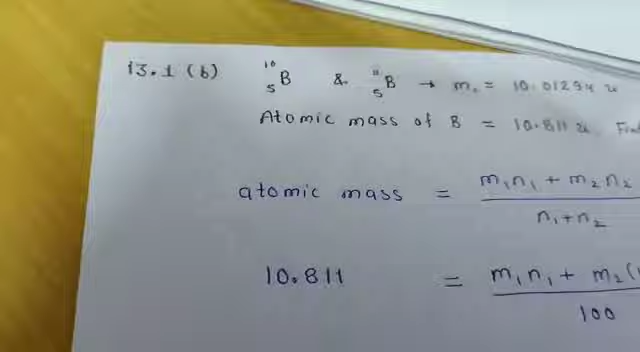 13.1 (b) ¹⁰₅B & ¹¹₅B → m₁ = 10.01294 u
Atomic mass of B = 10.811 u.
atomic mass = m₁n₁ + m₂n₂ / n₁+n₂
10.811 = m₁n₁ + m₂( / 100